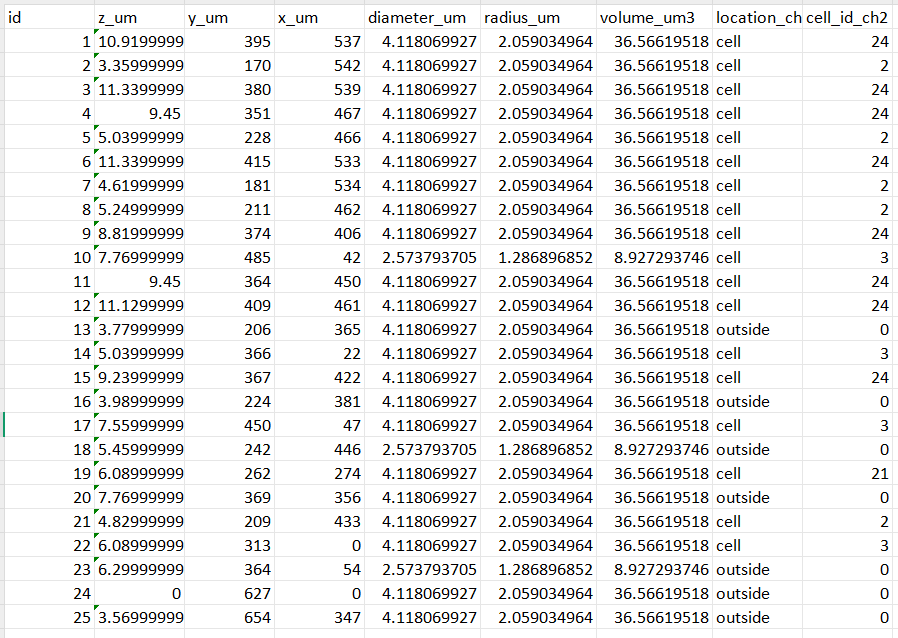 id z_um y_um x_um diameter_um radius_um volume_um3 location_ch cell_id_ch2
1 10.9199999 395 537 4.118069927 2.059034964 36.56619518 cell 24
2 3.35999999 170 542 4.118069927 2.059034964 36.56619518 cell 2
3 11.3399999 380 539 4.118069927 2.059034964 36.56619518 cell 24
4 9.45 351 467 4.118069927 2.059034964 36.56619518 cell 24
5 5.03999999 228 466 4.118069927 2.059034964 36.56619518 cell 2
6 11.3399999 415 533 4.118069927 2.059034964 36.56619518 cell 24
7 4.61999999 181 534 4.118069927 2.059034964 36.56619518 cell 2
8 5.24999999 211 462 4.118069927 2.059034964 36.56619518 cell 2
9 8.81999999 374 406 4.118069927 2.059034964 36.56619518 cell 24
10 7.76999999 485 42 2.573793705 1.286896852 8.927293746 cell 3
11 9.45 364 450 4.118069927 2.059034964 36.56619518 cell 24
12 11.1299999 409 461 4.118069927 2.059034964 36.56619518 cell 24
13 3.77999999 206 365 4.118069927 2.059034964 36.56619518 outside 0
14 5.03999999 366 22 4.118069927 2.059034964 36.56619518 cell 3
15 9.23999999 367 422 4.118069927 2.059034964 36.56619518 cell 24
16 3.98999999 224 381 4.118069927 2.059034964 36.56619518 outside 0
17 7.55999999 450 47 4.118069927 2.059034964 36.56619518 cell 3
18 5.45999999 242 446 2.573793705 1.286896852 8.927293746 outside 0
19 6.08999999 262 274 4.118069927 2.059034964 36.56619518 cell 21
20 7.76999999 369 356 4.118069927 2.059034964 36.56619518 outside 0
21 4.82999999 209 433 4.118069927 2.059034964 36.56619518 cell 2
22 6.08999999 313 0 4.118069927 2.059034964 36.56619518 cell 3
23 6.29999999 364 54 2.573793705 1.286896852 8.927293746 outside 0
24 0 627 0 4.118069927 2.059034964 36.56619518 outside 0
25 3.56999999 654 347 4.118069927 2.059034964 36.56619518 outside 0